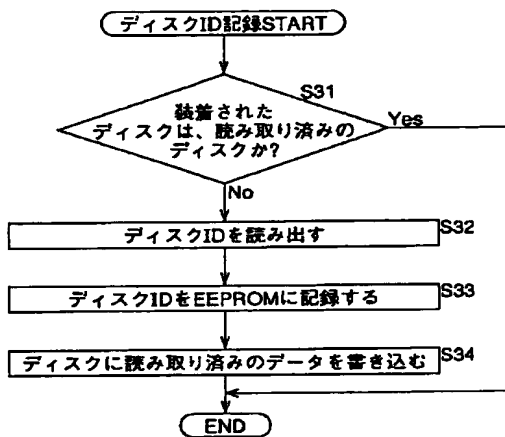 ディスクID記録START
S31
装着された
ディスクは、読み取り済みの
ディスクか?
Yes
No
ディスクIDを読み出す
S32
ディスクIDをEEPROMに記録する
S33
ディスクに読み取り済みのデータを書き込む
S34
END